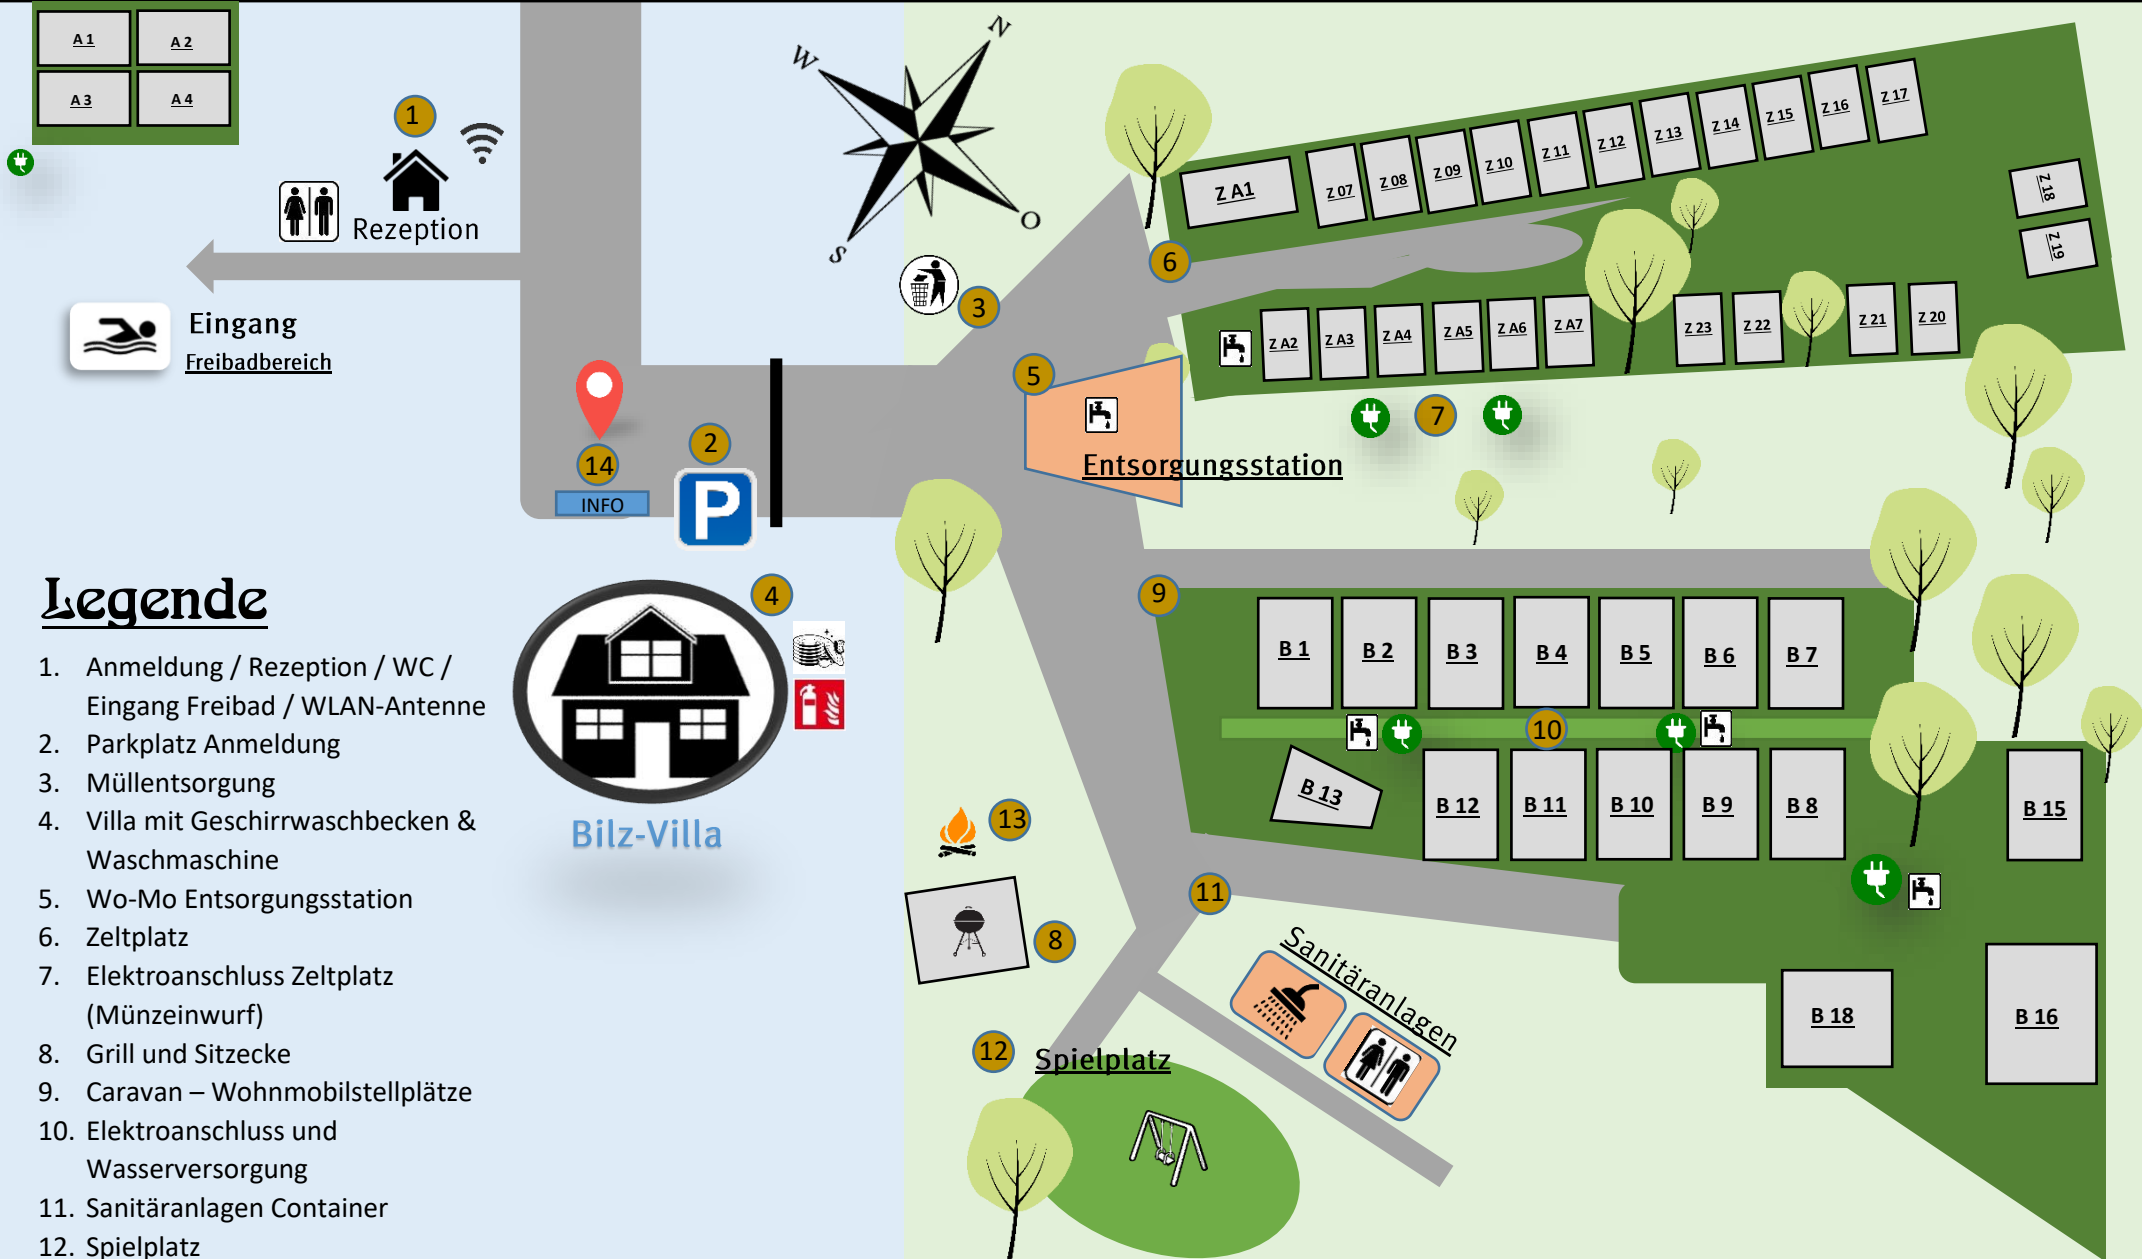 A 1
A 2
A 3
A 4
1
Rezeption
Eingang
Freibadbereich
N
W
O
S
3
14
INFO
2
P
5
Entsorgungsstation
6
Z A1
Z 07
Z 08
Z 09
Z 10
Z 11
Z 12
Z 13
Z 14
Z 15
Z 16
Z 17
Z 18
Z 19
Z A2
Z A3
Z A4
Z A5
Z A6
Z A7
Z 23
Z 22
Z 21
Z 20
7
Legende
1. Anmeldung / Rezeption / WC /
Eingang Freibad / WLAN-Antenne
2. Parkplatz Anmeldung
3. Müllentsorgung
4. Villa mit Geschirrwaschbecken &
Waschmaschine
5. Wo-Mo Entsorgungsstation
6. Zeltplatz
7. Elektroanschluss Zeltplatz
(Münzeinwurf)
8. Grill und Sitzecke
9. Caravan – Wohnmobilstellplätze
10. Elektroanschluss und
Wasserversorgung
11. Sanitäranlagen Container
12. Spielplatz
4
Bilz-Villa
9
B 1
B 2
B 3
B 4
B 5
B 6
B 7
10
B 13
B 12
B 11
B 10
B 9
B 8
B 15
13
8
11
Sanitäranlagen
B 18
B 16
12
Spielplatz